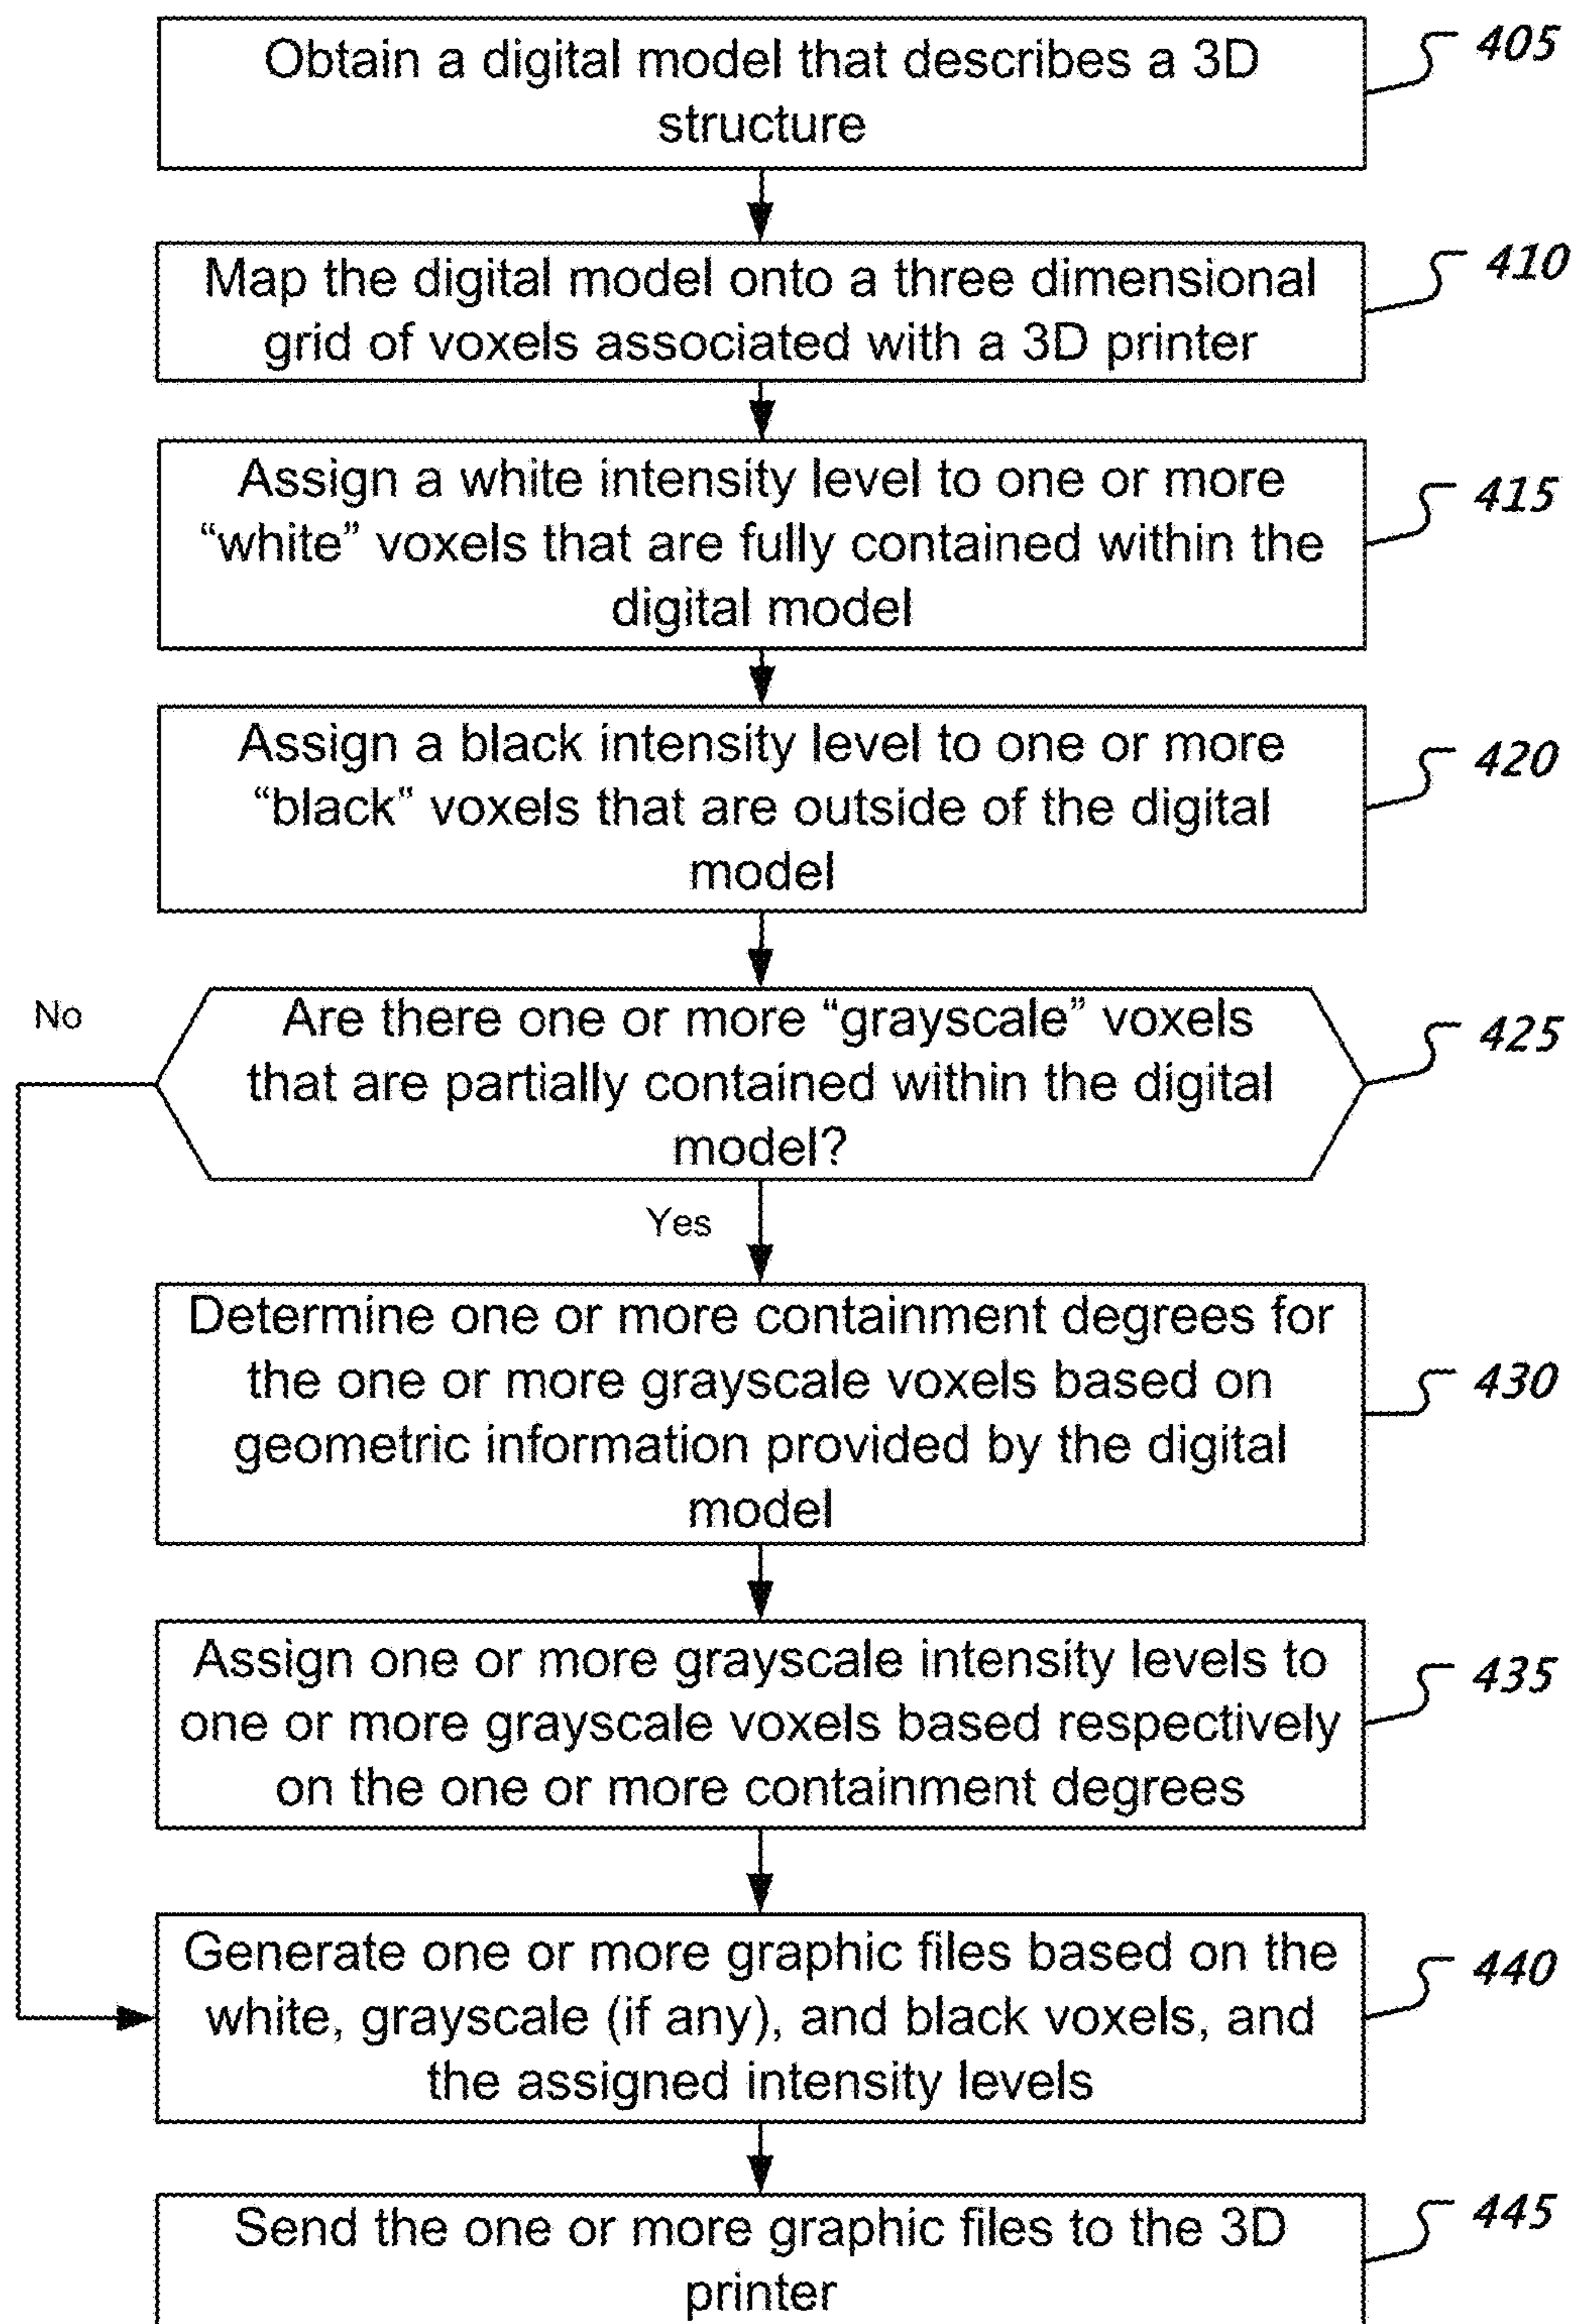 Obtain a digital model that describes a 3D
structure
405
Map the digital model onto a three dimensional
grid of voxels associated with a 3D printer
410
Assign a white intensity level to one or more
“white” voxels that are fully contained within the
digital model
415
Assign a black intensity level to one or more
“black“ voxels that are outside of the digital
model
420
No
Are there one or more “grayscale” voxels
that are partially contained within the digital
model?
425
Yes
Determine one or more containment degrees for
the one or more grayscale voxels based on
geometric information provided by the digital
model
430
Assign one or more grayscale intensity levels to
one or more grayscale voxels based respectively
on the one or more containment degrees
435
Generate one or more graphic files based on the
white, grayscale (if any), and black voxels, and
the assigned intensity levels
440
Send the one or more graphic files to the 3D
printer
445